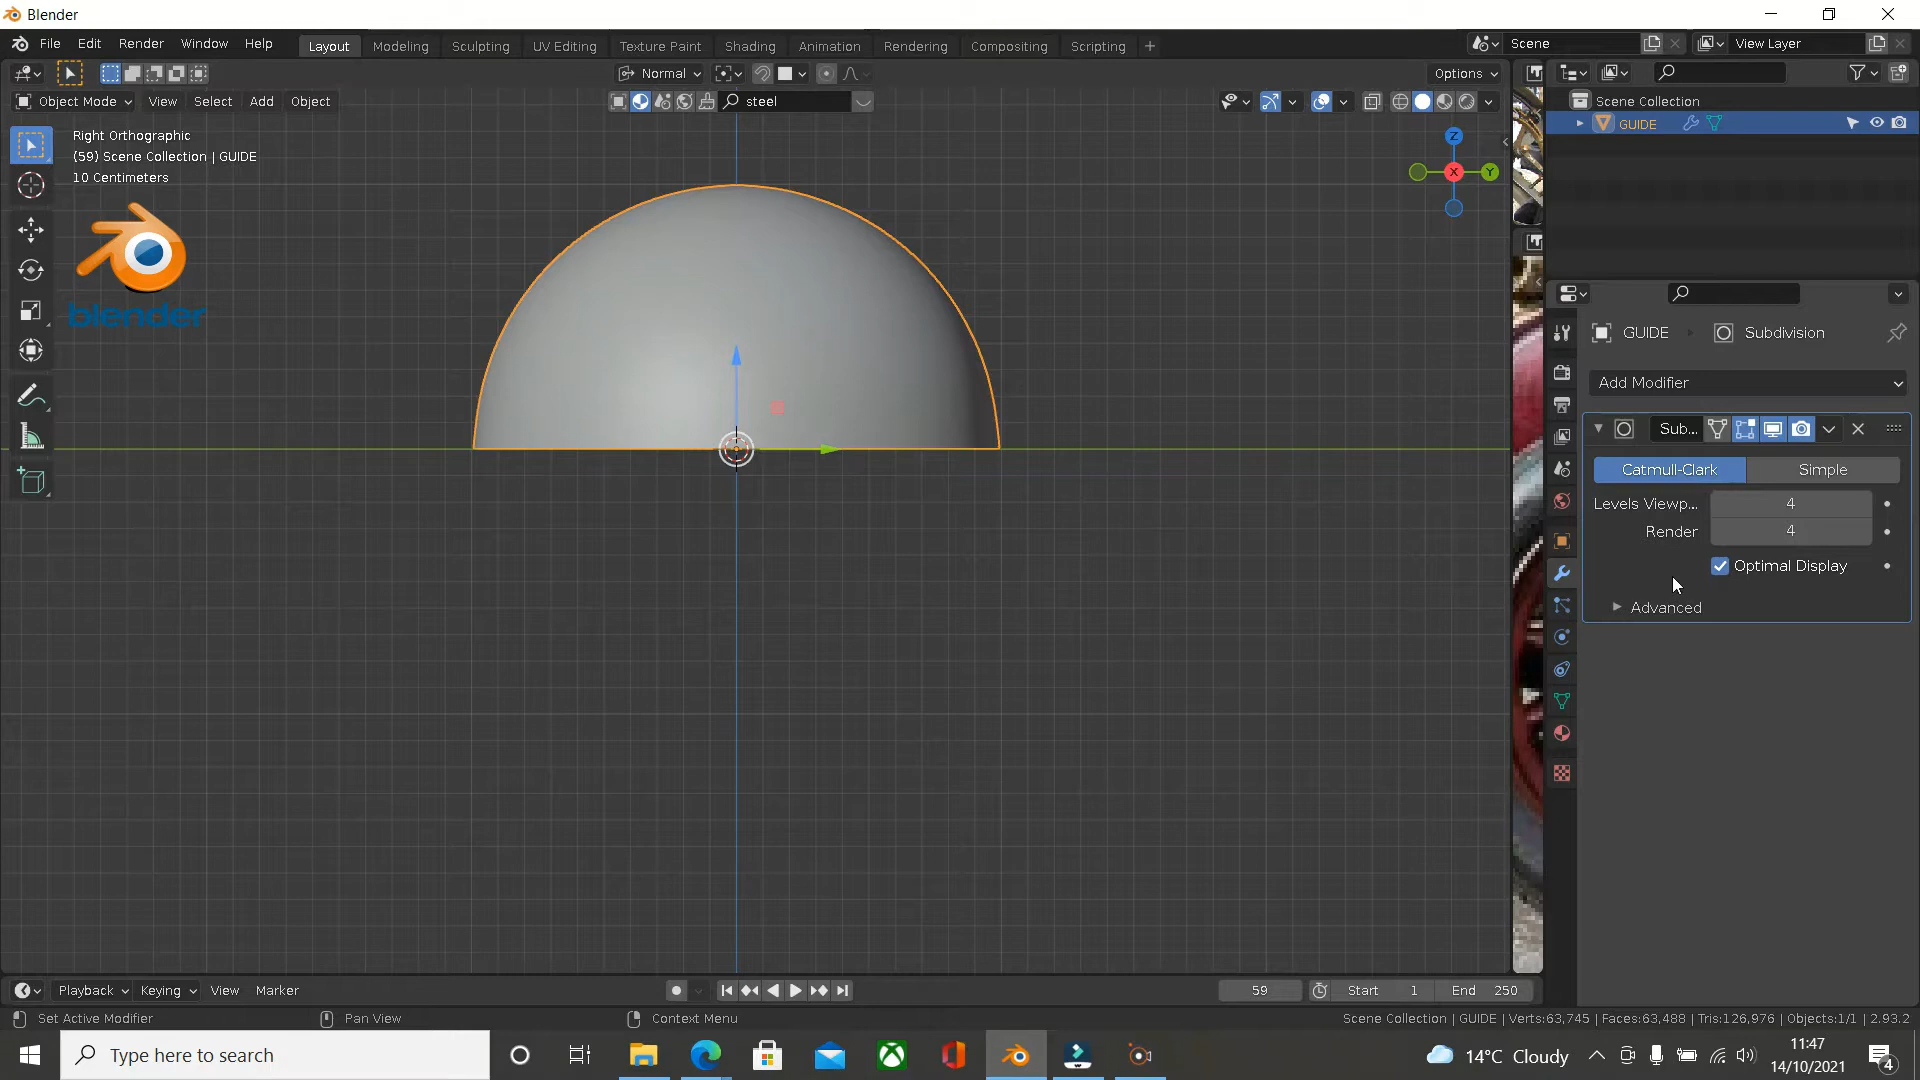 Blender
File Edit Render Window Help
Layout Modeling Sculpting UV Editing Texture Paint Shading Animation Rendering Compositing Scripting +
Scene
View Layer
Normal
Options
Object Mode View Select Add Object
steel
Right Orthographic
(59) Scene Collection | GUIDE
10 Centimeters
blender
Z
X
Y
Scene Collection
GUIDE
GUIDE Subdivision
Add Modifier
Sub...
Catmull-Clark Simple
Levels Viewp... 4
Render 4
Optimal Display
Advanced
Playback Keying View Marker
59 Start 1 End 250
Set Active Modifier Pan View Context Menu
Scene Collection | GUIDE | Verts:63,745 | Faces:63,488 | Tris:126,976 | Objects:1/1 | 2.93.2
Type here to search
14°C Cloudy
11:47
14/10/2021
4